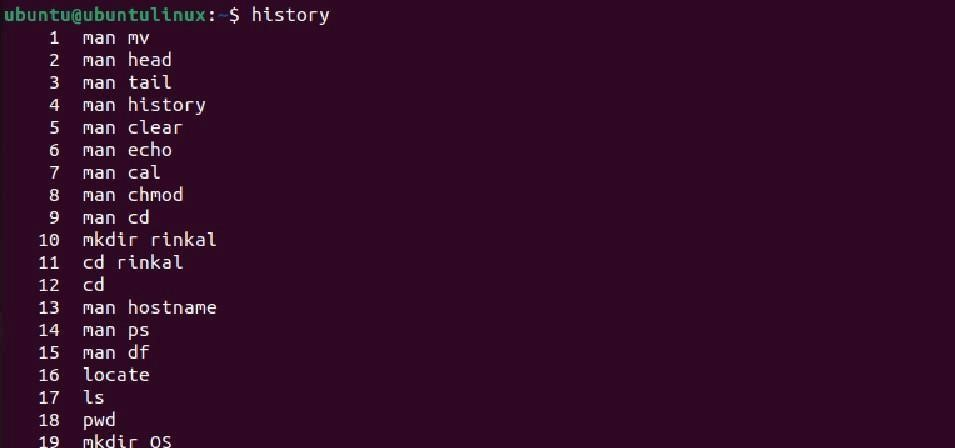 ubuntu@ubuntulinux:~$ history
1 man mv
2 man head
3 man tail
4 man history
5 man clear
6 man echo
7 man cal
8 man chmod
9 man cd
10 mkdir rinkal
11 cd rinkal
12 cd
13 man hostname
14 man ps
15 man df
16 locate
17 ls
18 pwd
19 mkdir OS